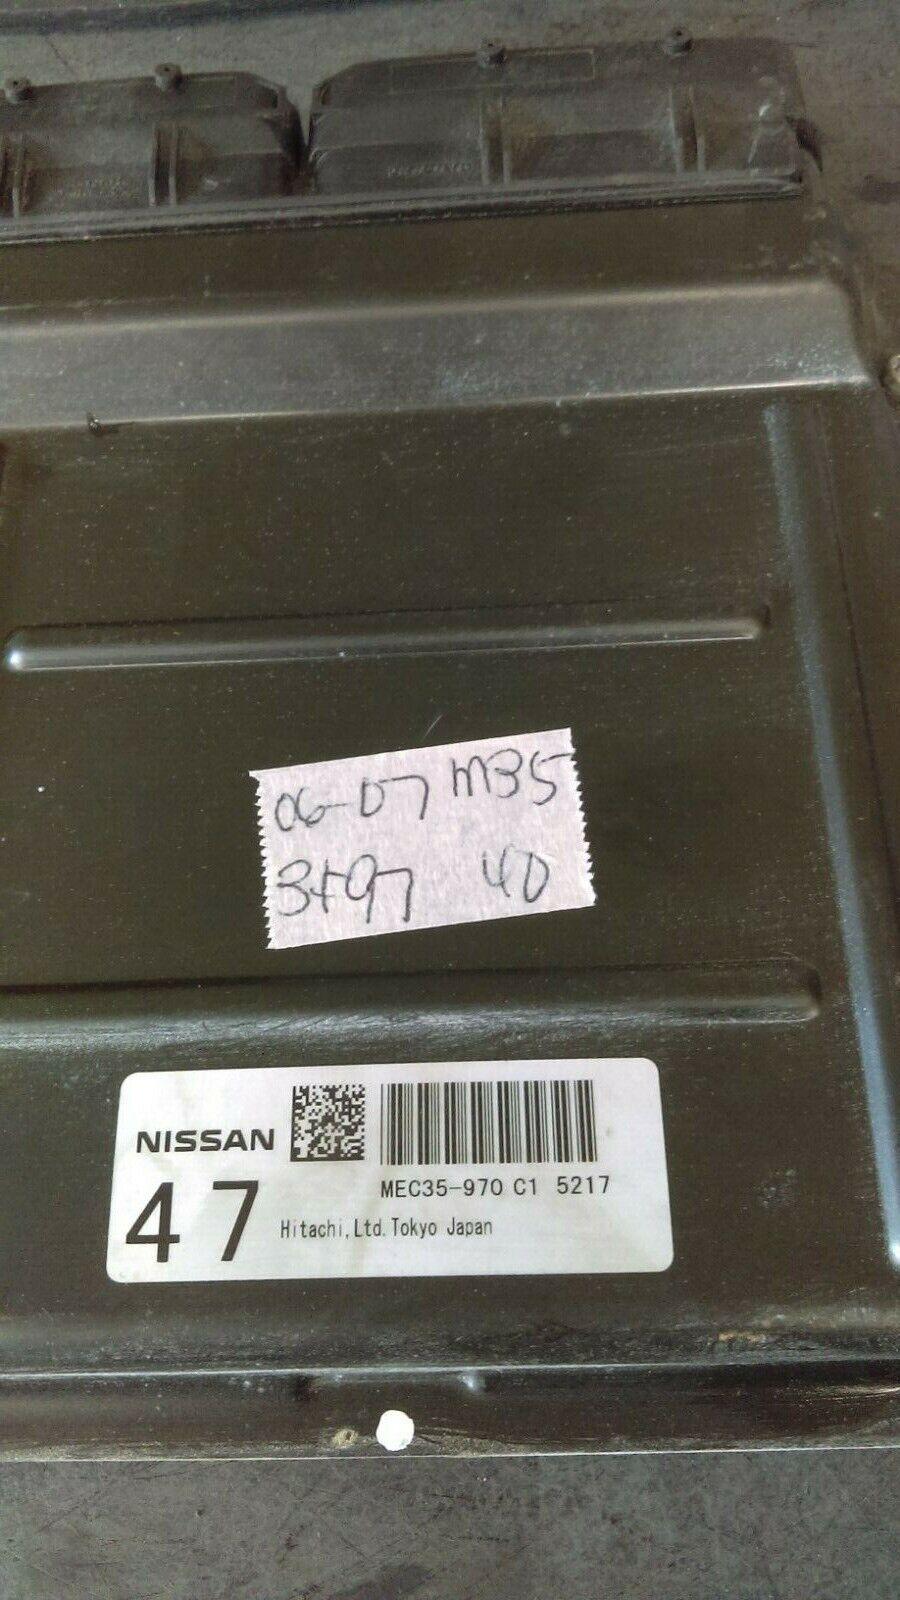 06-07 M35
3497 40
NISSAN
47
MEC35-970 C1 5217
Hitachi,Ltd.Tokyo Japan